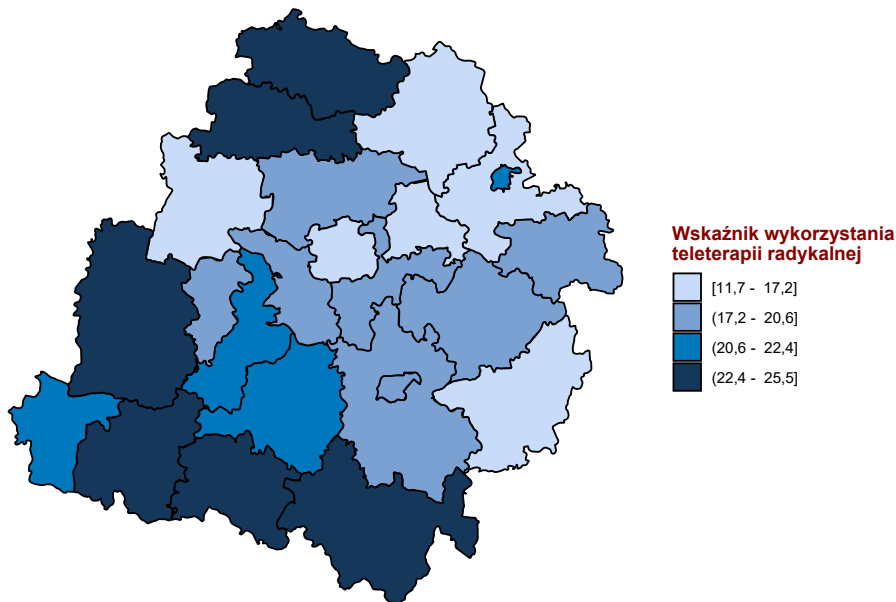 Wskaźnik wykorzystania
teleterapii radykalnej
[11,7 - 17,2]
(17,2 - 20,6]
(20,6 - 22,4]
(22,4 - 25,5]